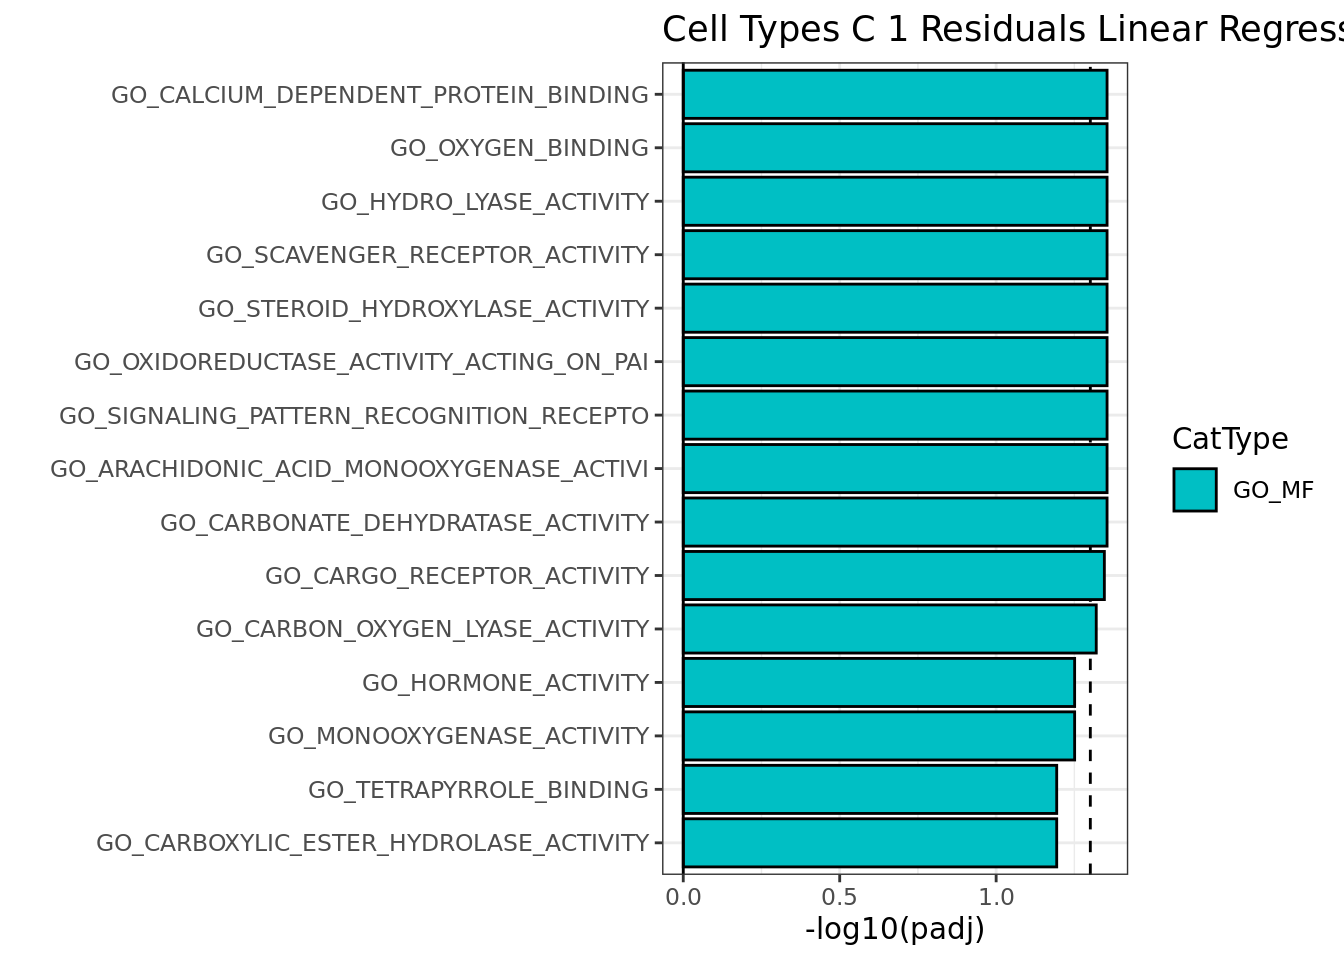 Cell Types C 1 Residuals Linear Regress
GO_CALCIUM_DEPENDENT_PROTEIN_BINDING
GO_OXYGEN_BINDING
GO_HYDRO_LYASE_ACTIVITY
GO_SCAVENGER_RECEPTOR_ACTIVITY
GO_STEROID_HYDROXYLASE_ACTIVITY
GO_OXIDOREDUCTASE_ACTIVITY_ACTING_ON_PAI
GO_SIGNALING_PATTERN_RECOGNITION_RECEPTO
GO_ARACHIDONIC_ACID_MONOOXYGENASE_ACTIVI
GO_CARBONATE_DEHYDRATASE_ACTIVITY
GO_CARGO_RECEPTOR_ACTIVITY
GO_CARBON_OXYGEN_LYASE_ACTIVITY
GO_HORMONE_ACTIVITY
GO_MONOOXYGENASE_ACTIVITY
GO_TETRAPYRROLE_BINDING
GO_CARBOXYLIC_ESTER_HYDROLASE_ACTIVITY
0.0 0.5 1.0
-log10(padj)
CatType
GO_MF